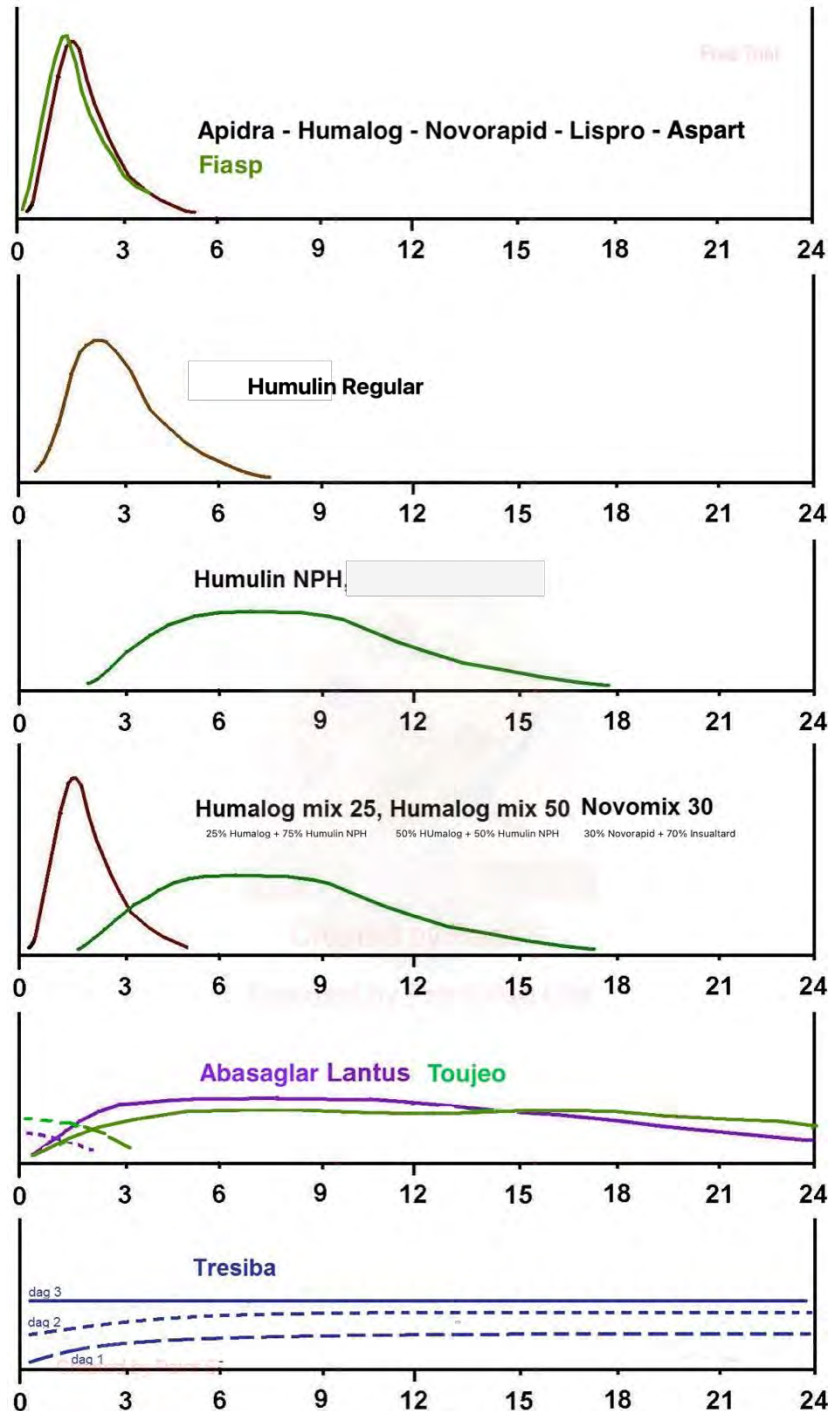 Free Trial
Apidra - Humalog - Novorapid - Lispro - Aspart
Fiasp
0 3 6 9 12 15 18 21 24
Humulin Regular
0 3 6 9 12 15 18 21 24
Humulin NPH,
0 3 6 9 12 15 18 21 24
Humalog mix 25, Humalog mix 50 Novomix 30
25% Humalog + 75% Humulin NPH 50% HUmalog + 50% Humulin NPH 30% Novorapid + 70% Insualtard
0 3 6 9 12 15 18 21 24
Abasaglar Lantus Toujeo
0 3 6 9 12 15 18 21 24
Tresiba
dag 3
dag 2
dag 1
0 3 6 9 12 15 18 21 24